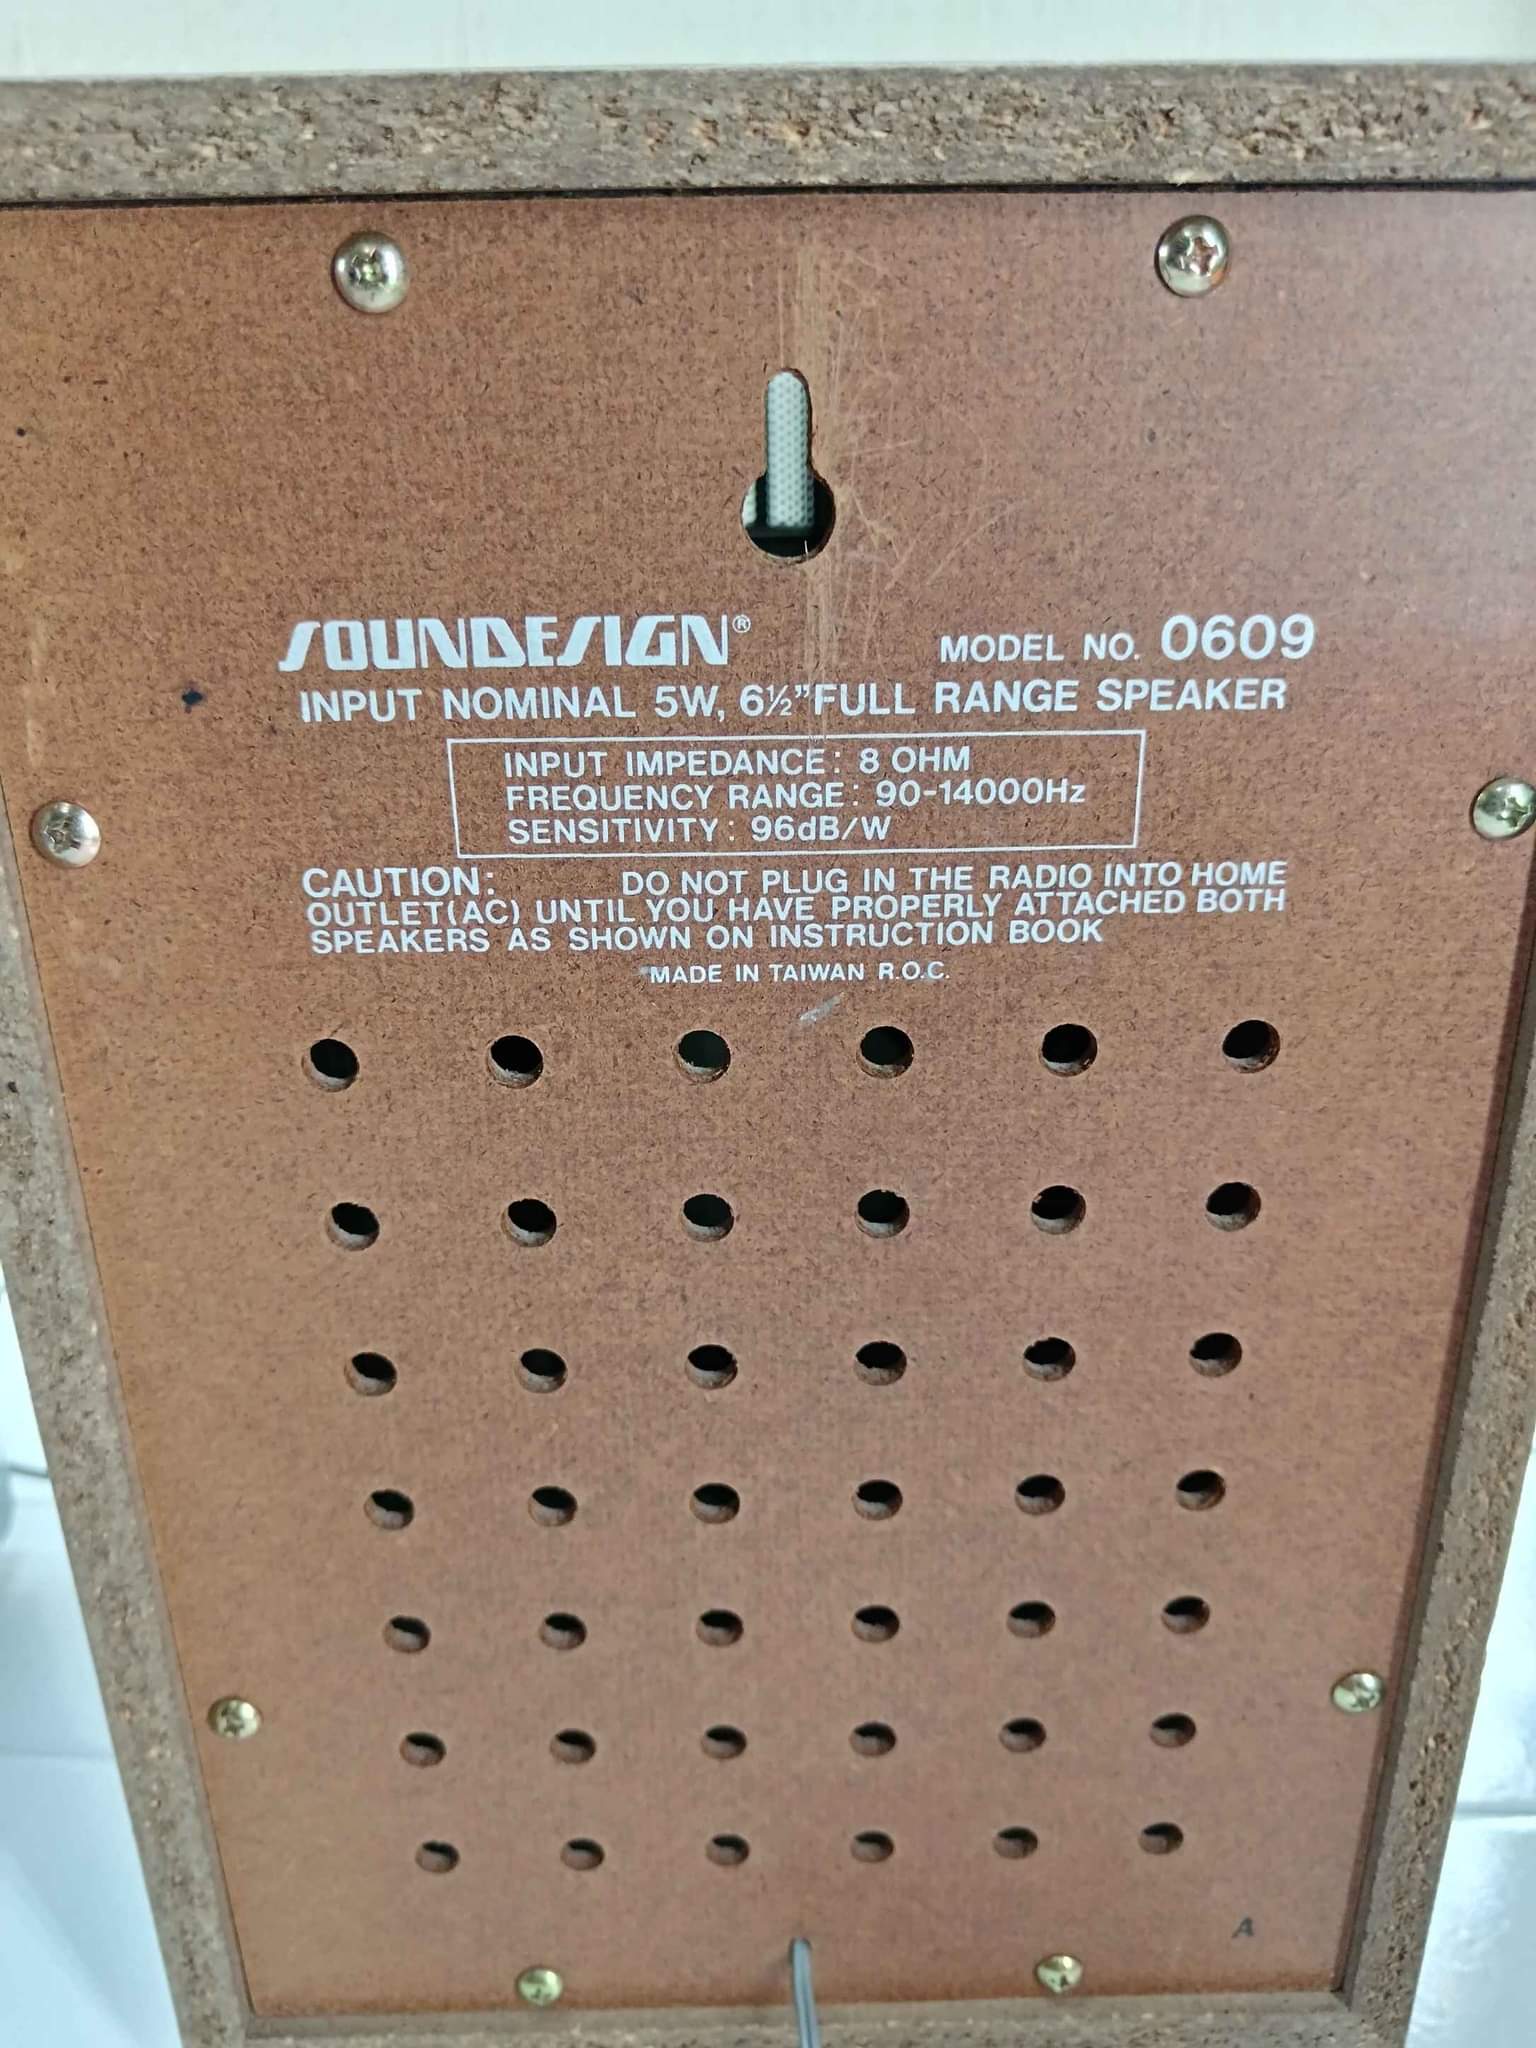 SOUNDESIGN® MODEL NO. 0609
INPUT NOMINAL 5W, 6½" FULL RANGE SPEAKER
INPUT IMPEDANCE: 8 OHM
FREQUENCY RANGE: 90-14000Hz
SENSITIVITY: 96dB/W
CAUTION: DO NOT PLUG IN THE RADIO INTO HOME
OUTLET(AC) UNTIL YOU HAVE PROPERLY ATTACHED BOTH
SPEAKERS AS SHOWN ON INSTRUCTION BOOK
MADE IN TAIWAN R.O.C.
A